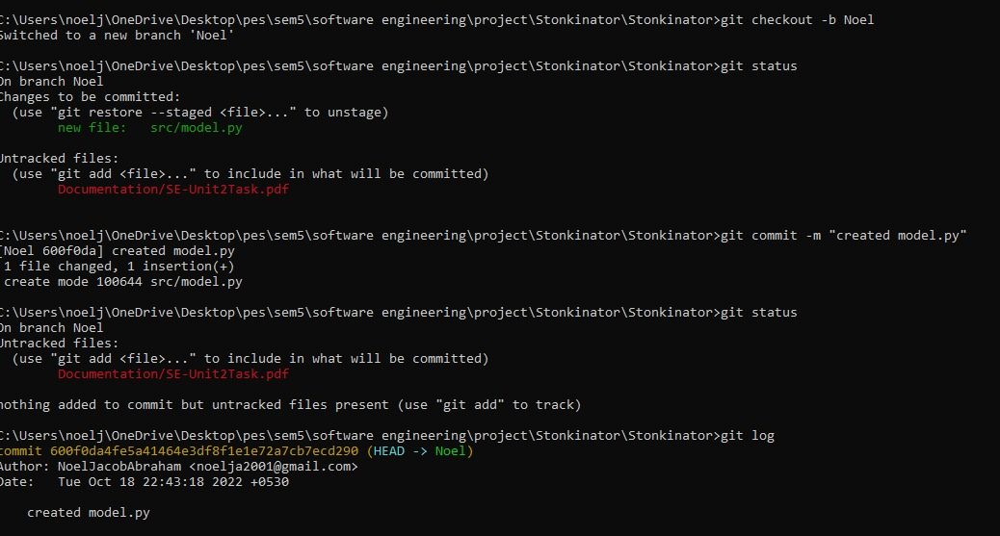 C:\Users\noelj\OneDrive\Desktop\pes\sem5\software engineering\project\Stonkinator\Stonkinator>git checkout -b Noel
Switched to a new branch 'Noel'
C:\Users\noelj\OneDrive\Desktop\pes\sem5\software engineering\project\Stonkinator\Stonkinator>git status
On branch Noel
Changes to be committed:
  (use "git restore --staged <file>..." to unstage)
        new file:   src/model.py
Untracked files:
  (use "git add <file>..." to include in what will be committed)
        Documentation/SE-Unit2Task.pdf
C:\Users\noelj\OneDrive\Desktop\pes\sem5\software engineering\project\Stonkinator\Stonkinator>git commit -m "created model.py"
[Noel 600f0da] created model.py
 1 file changed, 1 insertion(+)
 create mode 100644 src/model.py
C:\Users\noelj\OneDrive\Desktop\pes\sem5\software engineering\project\Stonkinator\Stonkinator>git status
On branch Noel
Untracked files:
  (use "git add <file>..." to include in what will be committed)
        Documentation/SE-Unit2Task.pdf
nothing added to commit but untracked files present (use "git add" to track)
C:\Users\noelj\OneDrive\Desktop\pes\sem5\software engineering\project\Stonkinator\Stonkinator>git log
commit 600f0da4fe5a41464e3df8f1e1e72a7cb7ecd290 (HEAD -> Noel)
Author: NoelJacobAbraham <noelja2001@gmail.com>
Date:   Tue Oct 18 22:43:18 2022 +0530
    created model.py